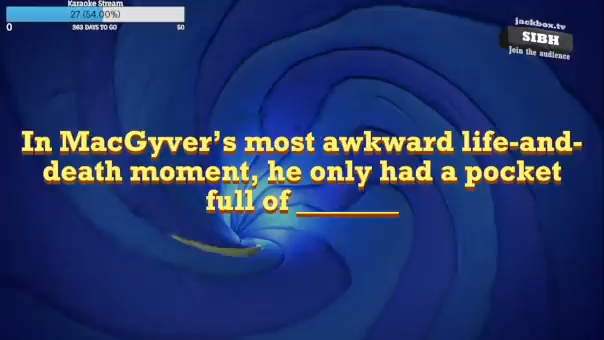 Karaoke Stream
27 (54.00%)
0 363 DAYS TO GO 50
jackbox.tv
SIBH
Join the audience
In MacGyver's most awkward life-and-
death moment, he only had a pocket
full of ________